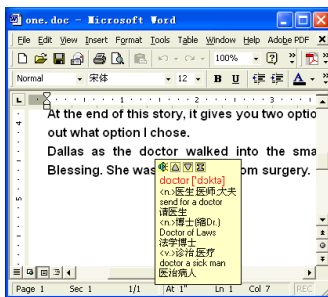 one.doc - Microsoft Word
File Edit View Insert Format Tools Table Window Help Adobe PDF
100%
Normal 宋体 12 B U A
1 2 3
At the end of this story, it gives you two optio
out what option I chose.
Dallas as the doctor walked into the sma
Blessing. She was om surgery.
doctor ['dɔktə]
<n.>医生医师大夫
send for a doctor
请医生
<n.>博士(缩Dr.)
Doctor of Laws
法学博士
<v.>诊治医疗
doctor a sick man
医治病人
Page 1 Sec 1 1/1 At 1" Ln 1 Col 7 REC